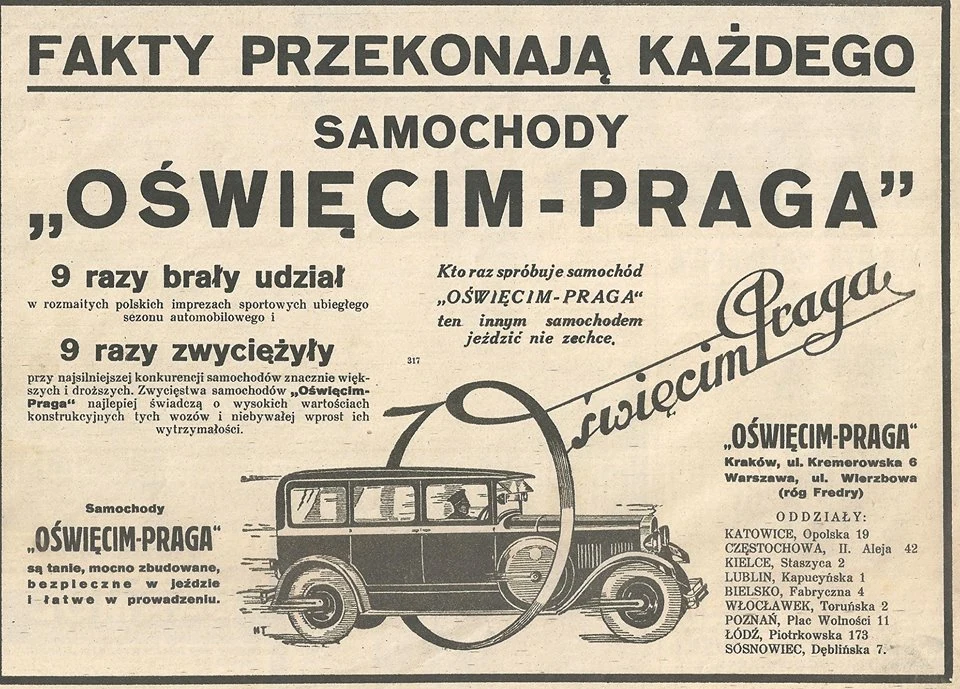 FAKTY PRZEKONAJĄ KAŻDEGO
SAMOCHODY
„OŚWIĘCIM-PRAGA”
9 razy brały udział
w rozmaitych polskich imprezach sportowych ubiegłego
sezonu automobilowego i
9 razy zwyciężyły
przy najsilniejszej konkurencji samochodów znacznie więk-
szych i droższych. Zwycięstwa samochodów „Oświęcim-
Praga“ najlepiej świadczą o wysokich wartościach
konstrukcyjnych tych wozów i niebywałej wprost ich
wytrzymałości.
Kto raz spróbuje samochód
„OŚWIĘCIM-PRAGA“
ten innym samochodem
jeździć nie zechce.
317
Oświęcim Praga
Samochody
„OŚWIĘCIM-PRAGA“
są tanie, mocno zbudowane,
bezpieczne w jeździe
i łatwe w prowadzeniu.
HT
„OŚWIĘCIM-PRAGA“
Kraków, ul. Kremerowska 6
Warszawa, ul. Wierzbowa
(róg Fredry)
ODDZIAŁY:
KATOWICE, Opolska 19
CZĘSTOCHOWA, II. Aleja 42
KIELCE, Staszyca 2
LUBLIN, Kapucyńska 1
BIELSKO, Fabryczna 4
WŁOCŁAWEK, Toruńska 2
POZNAŃ, Plac Wolności 11
ŁÓDŹ, Piotrkowska 173
SOSNOWIEC, Dęblińska 7.